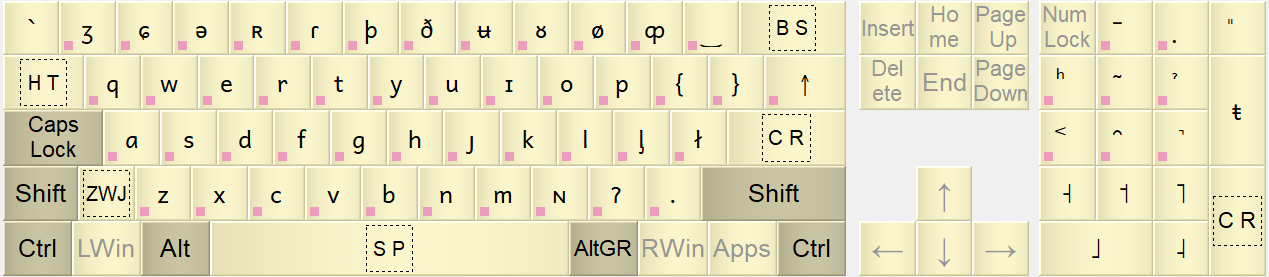 ` ʒ ɕ ə ʀ ɾ þ ð ʉ ʁ ø ȹ ‿ BS Insert Home Page Up Num Lock ˉ . "
HT q w e r t y u ɪ o p { } ↑ Delete End Page Down ʰ ˜ ˀ ŧ
Caps Lock a s d f g h ȷ k l ɭ ł CR ˂ ᴖ ˺
Shift ZWJ z x c v b n m ɴ ʔ . Shift ↑ ˧ ˦ ˥ CR
Ctrl LWin Alt SP AltGR RWin Apps Ctrl ← ↓ → ˩ ˨